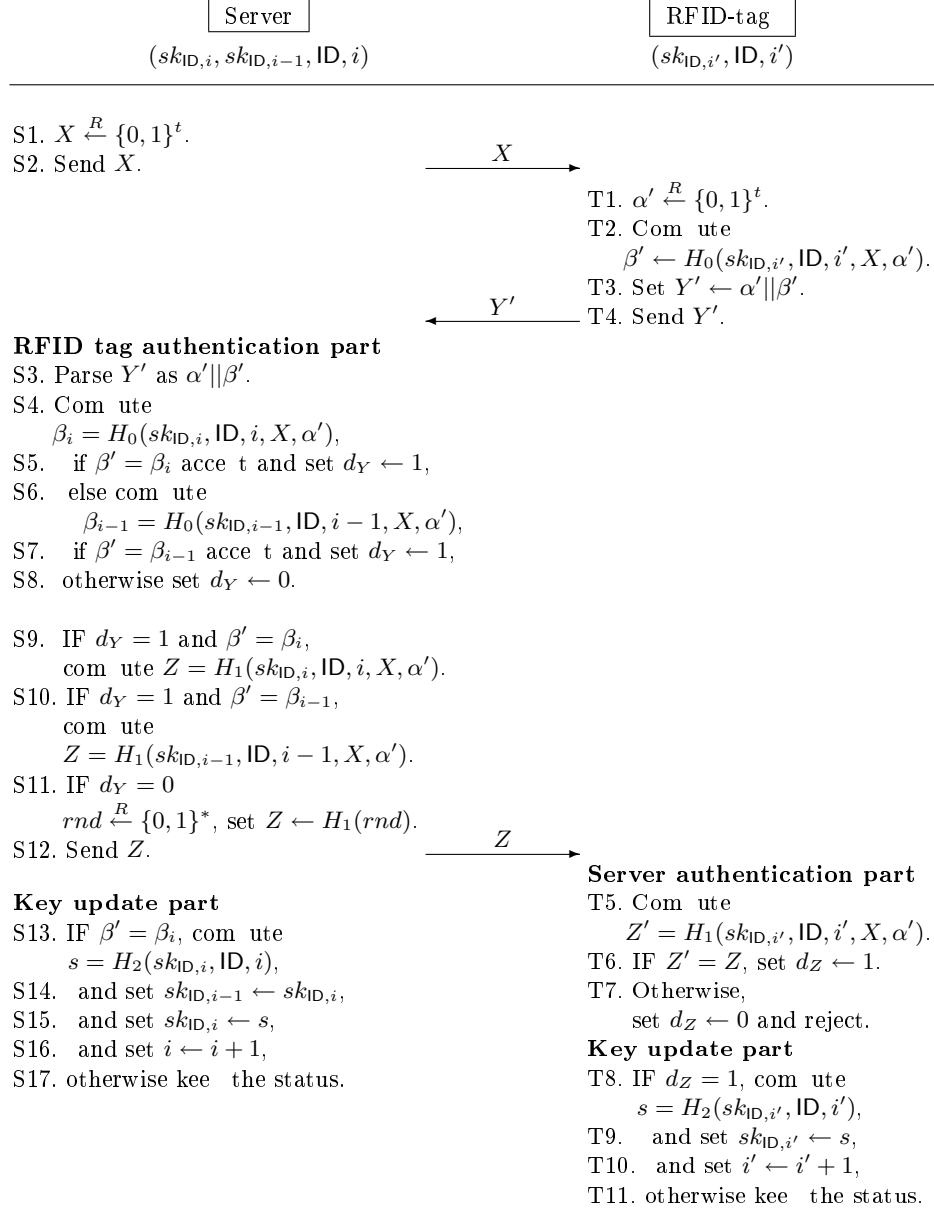 Server
RFID-tag
(sk_{ID,i}, sk_{ID,i−1}, ID, i)
(sk_{ID,i′}, ID, i′)
S1. X ←^R {0, 1}^t.
S2. Send X.
X
T1. α′ ←^R {0, 1}^t.
T2. Com ute
β′ ← H_0(sk_{ID,i′}, ID, i′, X, α′).
T3. Set Y′ ← α′||β′.
T4. Send Y′.
Y′
RFID tag authentication part
S3. Parse Y′ as α′||β′.
S4. Com ute
β_i = H_0(sk_{ID,i}, ID, i, X, α′),
S5. if β′ = β_i acce t and set d_Y ← 1,
S6. else com ute
β_{i−1} = H_0(sk_{ID,i−1}, ID, i − 1, X, α′),
S7. if β′ = β_{i−1} acce t and set d_Y ← 1,
S8. otherwise set d_Y ← 0.
S9. IF d_Y = 1 and β′ = β_i,
com ute Z = H_1(sk_{ID,i}, ID, i, X, α′).
S10. IF d_Y = 1 and β′ = β_{i−1},
com ute
Z = H_1(sk_{ID,i−1}, ID, i − 1, X, α′).
S11. IF d_Y = 0
rnd ←^R {0, 1}^*, set Z ← H_1(rnd).
S12. Send Z.
Z
Key update part
S13. IF β′ = β_i, com ute
s = H_2(sk_{ID,i}, ID, i),
S14. and set sk_{ID,i−1} ← sk_{ID,i},
S15. and set sk_{ID,i} ← s,
S16. and set i ← i + 1,
S17. otherwise kee the status.
Server authentication part
T5. Com ute
Z′ = H_1(sk_{ID,i′}, ID, i′, X, α′).
T6. IF Z′ = Z, set d_Z ← 1.
T7. Otherwise,
set d_Z ← 0 and reject.
Key update part
T8. IF d_Z = 1, com ute
s = H_2(sk_{ID,i′}, ID, i′),
T9. and set sk_{ID,i′} ← s,
T10. and set i′ ← i′ + 1,
T11. otherwise kee the status.